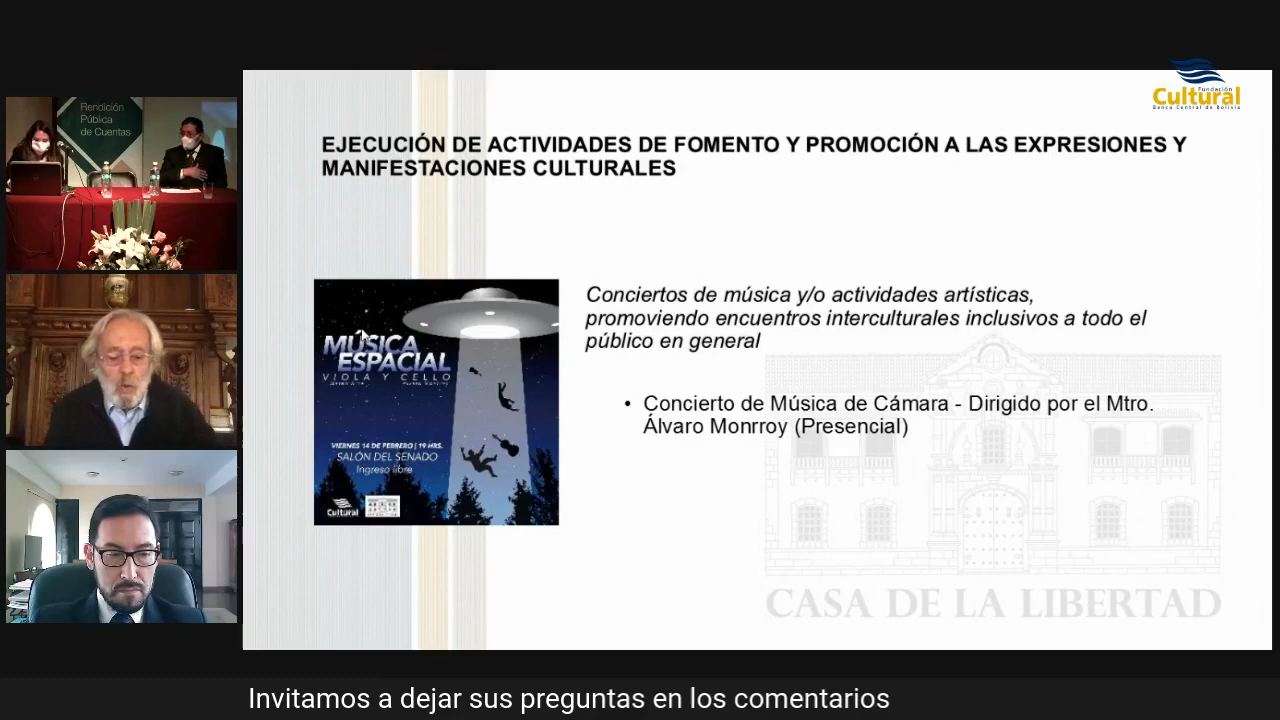 Fundación
Cultural
Banco Central de Bolivia
Rendición
Pública
de Cuentas
EJECUCIÓN DE ACTIVIDADES DE FOMENTO Y PROMOCIÓN A LAS EXPRESIONES Y
MANIFESTACIONES CULTURALES
MÚSICA
ESPACIAL
VIOLA Y CELLO
VIERNES 14 DE FEBRERO | 19 HRS.
SALÓN DEL SENADO
Ingreso libre
Cultural
Conciertos de música y/o actividades artísticas,
promoviendo encuentros interculturales inclusivos a todo el
público en general
• Concierto de Música de Cámara - Dirigido por el Mtro.
Álvaro Monrroy (Presencial)
CASA DE LA LIBERTAD
Invitamos a dejar sus preguntas en los comentarios